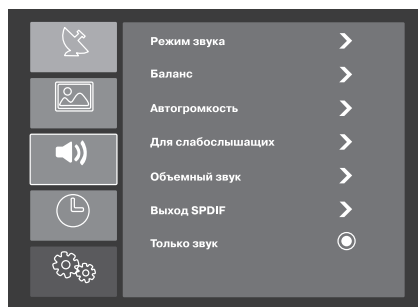 Режим звука
Баланс
Автогромкость
Для слабослышащих
Объемный звук
Выход SPDIF
Только звук